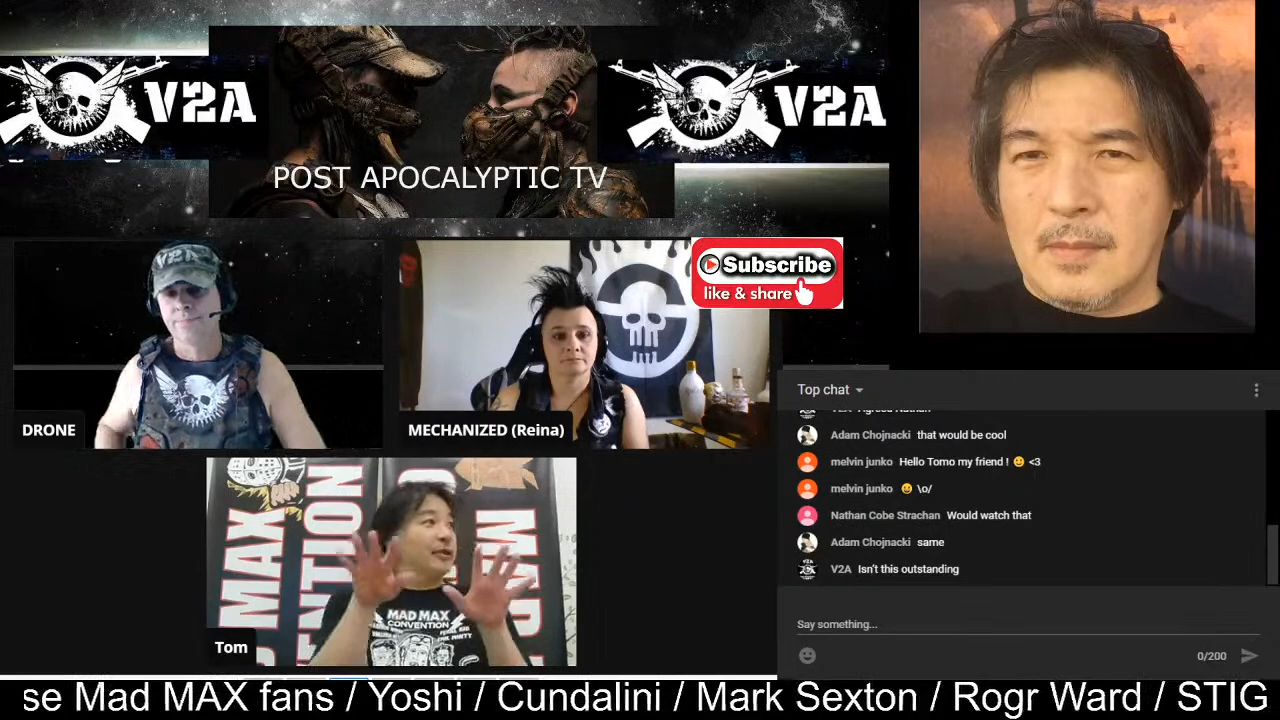 V2A
V2A
POST APOCALYPTIC TV
Subscribe
like & share
V2A
DRONE
MECHANIZED (Reina)
MAD MAX
MAD MAX
CONVENTION
Tom
Top chat
Adam Chojnacki that would be cool
melvin junko Hello Tomo my friend ! 😀 <3
melvin junko 😀 \o/
Nathan Cobe Strachan Would watch that
Adam Chojnacki same
V2A Isn't this outstanding
Say something...
0/200
se Mad MAX fans / Yoshi / Cundalini / Mark Sexton / Rogr Ward / STIG